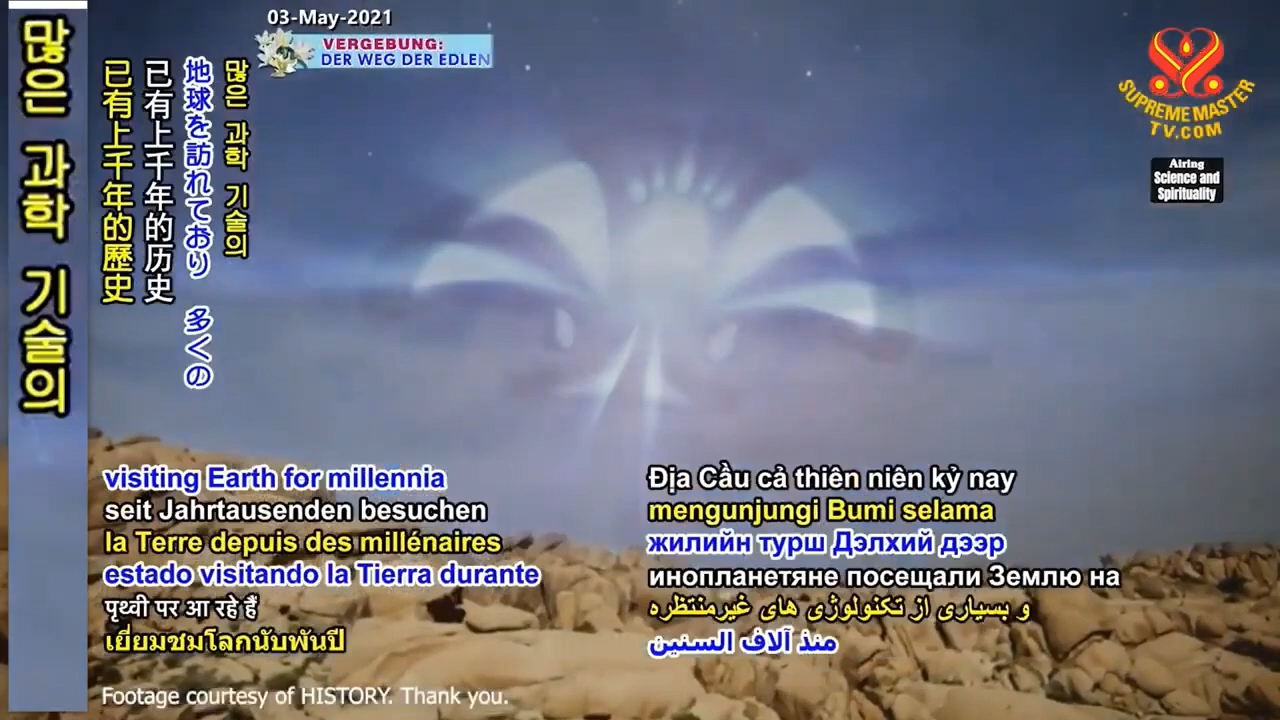 많은 과학 기술의
03-May-2021
VERGEBUNG:
DER WEG DER EDLEN
많은 과학 기술의
地球を訪れており 多くの
已有上千年的历史
已有上千年的歷史
SUPREME MASTER
TV.COM
Airing
Science and
Spirituality
visiting Earth for millennia
seit Jahrtausenden besuchen
la Terre depuis des millénaires
estado visitando la Tierra durante
पृथ्वी पर आ रहे हैं
เยี่ยมชมโลกนับพันปี
Địa Cầu cả thiên niên kỷ nay
mengunjungi Bumi selama
жилийн турш Дэлхий дээр
инопланетяне посещали Землю на
و بسیاری از تکنولوژی های غیرمنتظره
منذ آلاف السنين
Footage courtesy of HISTORY. Thank you.